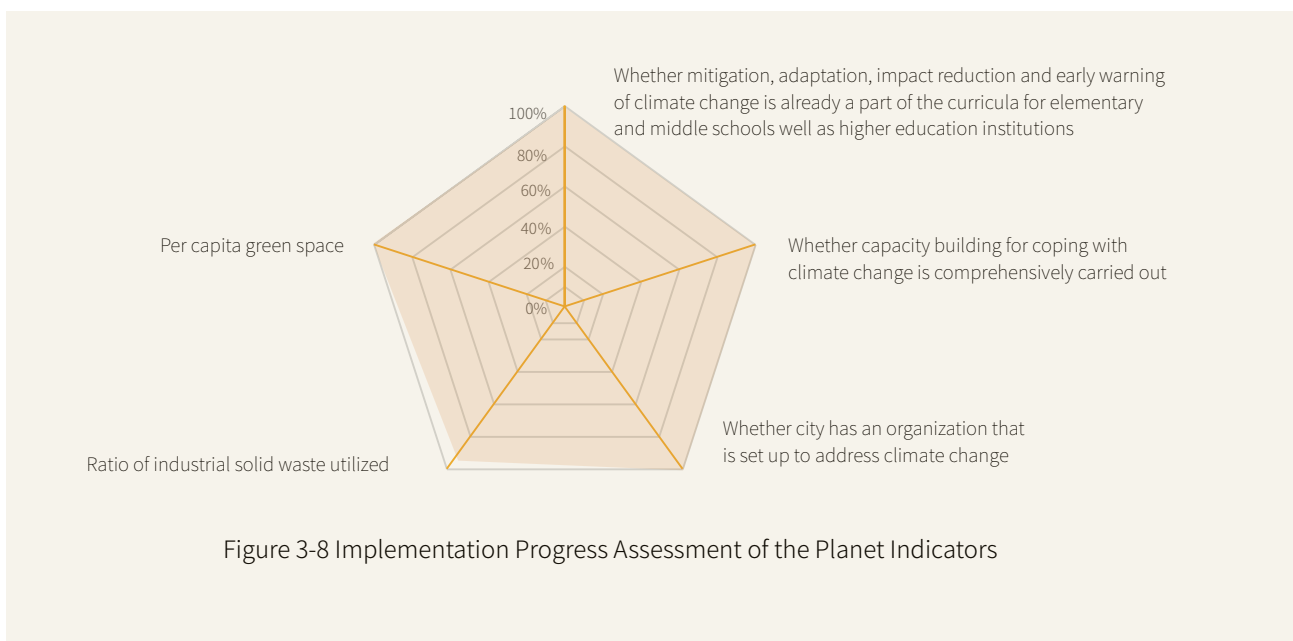 Whether mitigation, adaptation, impact reduction and early warning
of climate change is already a part of the curricula for elementary
and middle schools well as higher education institutions
100%
80%
60%
40%
20%
0%
Per capita green space
Whether capacity building for coping with
climate change is comprehensively carried out
Whether city has an organization that
is set up to address climate change
Ratio of industrial solid waste utilized
Figure 3-8 Implementation Progress Assessment of the Planet Indicators